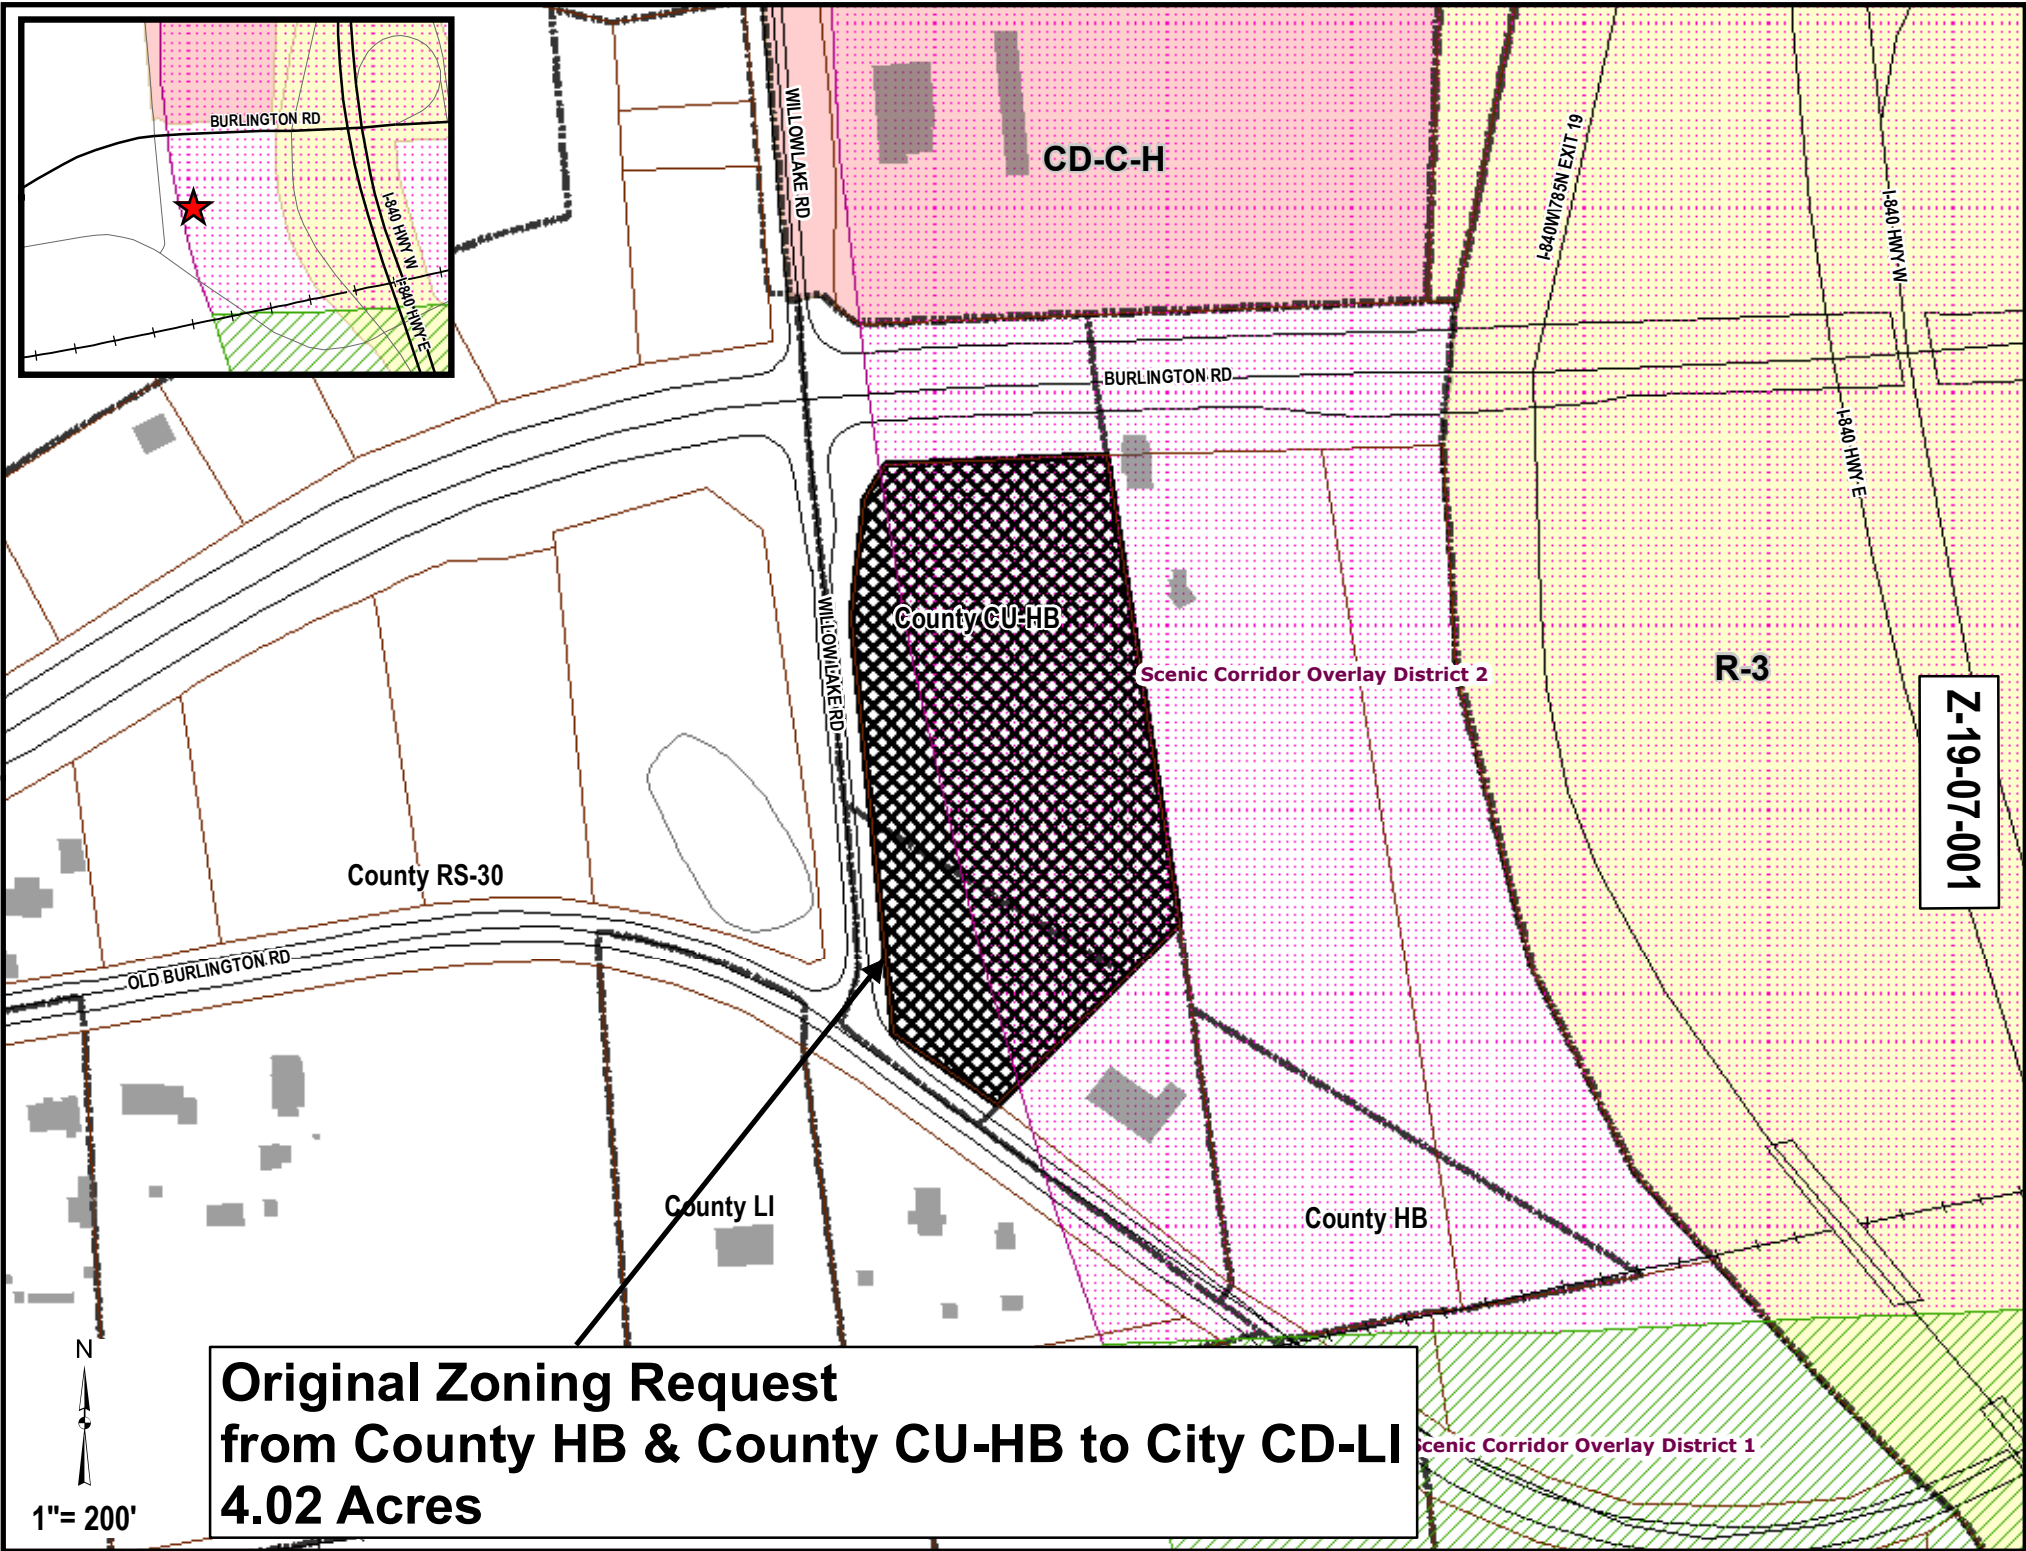 BURLINGTON RD
I-840 HWY W
I-840 HWY E
WILLOWLAKE RD
CD-C-H
I-840W\785N EXIT 19
I-840 HWY W
BURLINGTON RD
I-840 HWY E
County CU-HB
WILLOWLAKE RD
Scenic Corridor Overlay District 2
R-3
Z-19-07-001
County RS-30
OLD BURLINGTON RD
County LI
County HB
N
1"= 200'
Original Zoning Request
from County HB & County CU-HB to City CD-LI
4.02 Acres
Scenic Corridor Overlay District 1